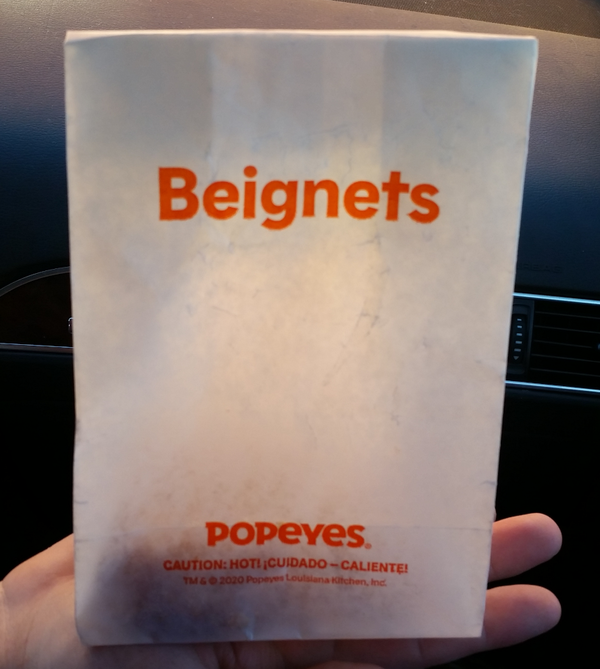 Beignets
POPEYES®
CAUTION: HOT! ¡CUIDADO – CALIENTE!
TM & © 2020 Popeyes Louisiana Kitchen, Inc.